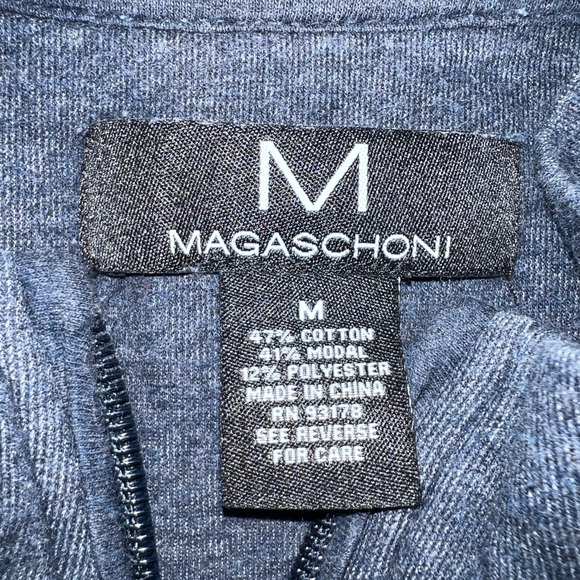 M
MAGASCHONI
M
47% COTTON
41% MODAL
12% POLYESTER
MADE IN CHINA
RN 93178
SEE REVERSE
FOR CARE